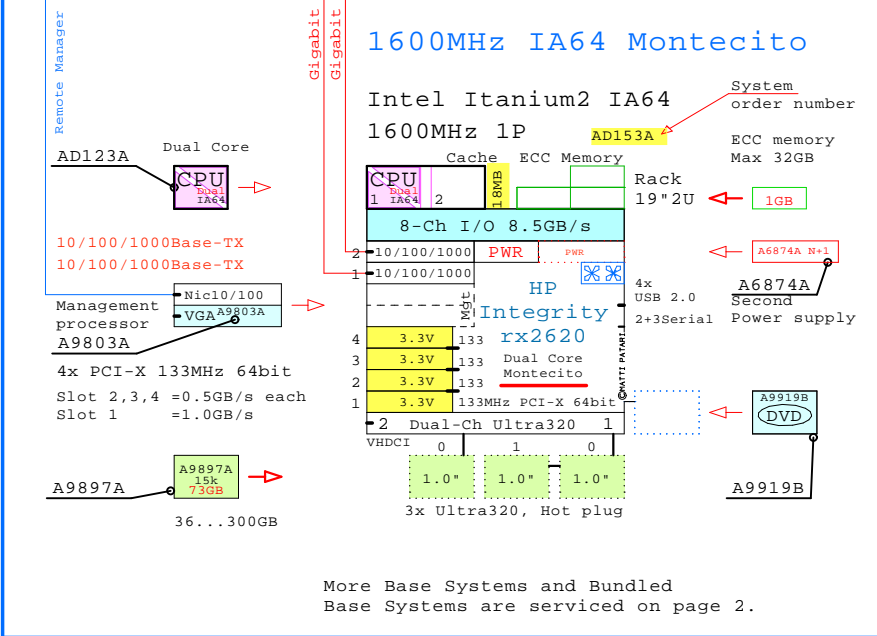 Remote Manager
Gigabit
Gigabit
1600MHz IA64 Montecito
Intel Itanium2 IA64
1600MHz 1P
AD153A
System
order number
ECC memory
Max 32GB
Dual Core
AD123A
CPU
Dual
IA64
Cache
ECC Memory
CPU
Dual
1 IA64 2
18MB
Rack
19"2U
1GB
8-Ch I/O 8.5GB/s
10/100/1000Base-TX
10/100/1000Base-TX
2 10/100/1000 PWR PWR
1 10/100/1000
A6874A N+1
A6874A
Second
Power supply
Nic10/100
VGA A9803A
Management
processor
A9803A
Mgt
HP
Integrity
rx2620
Dual Core
Montecito
4x
USB 2.0
2+3Serial
©MATTI PATARI
4x PCI-X 133MHz 64bit
Slot 2,3,4 =0.5GB/s each
Slot 1 =1.0GB/s
4 3.3V 133
3 3.3V 133
2 3.3V 133
1 3.3V 133MHz PCI-X 64bit
2 Dual-Ch Ultra320 1
VHDCI
0 1 0
A9919B
DVD
A9919B
A9897A
15k
73GB
A9897A
36...300GB
1.0" 1.0" 1.0"
3x Ultra320, Hot plug
More Base Systems and Bundled
Base Systems are serviced on page 2.